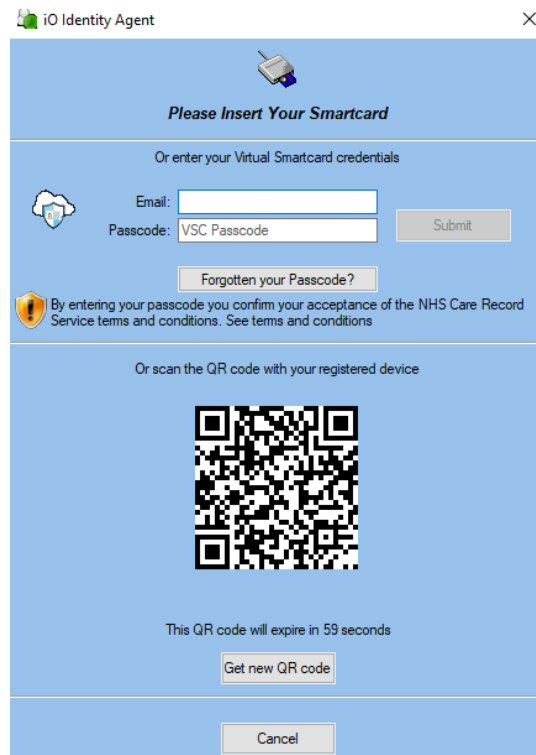 iO Identity Agent
Please Insert Your Smartcard
Or enter your Virtual Smartcard credentials
Email:
Passcode: VSC Passcode
Submit
Forgotten your Passcode?
By entering your passcode you confirm your acceptance of the NHS Care Record
Service terms and conditions. See terms and conditions
Or scan the QR code with your registered device
This QR code will expire in 59 seconds
Get new QR code
Cancel